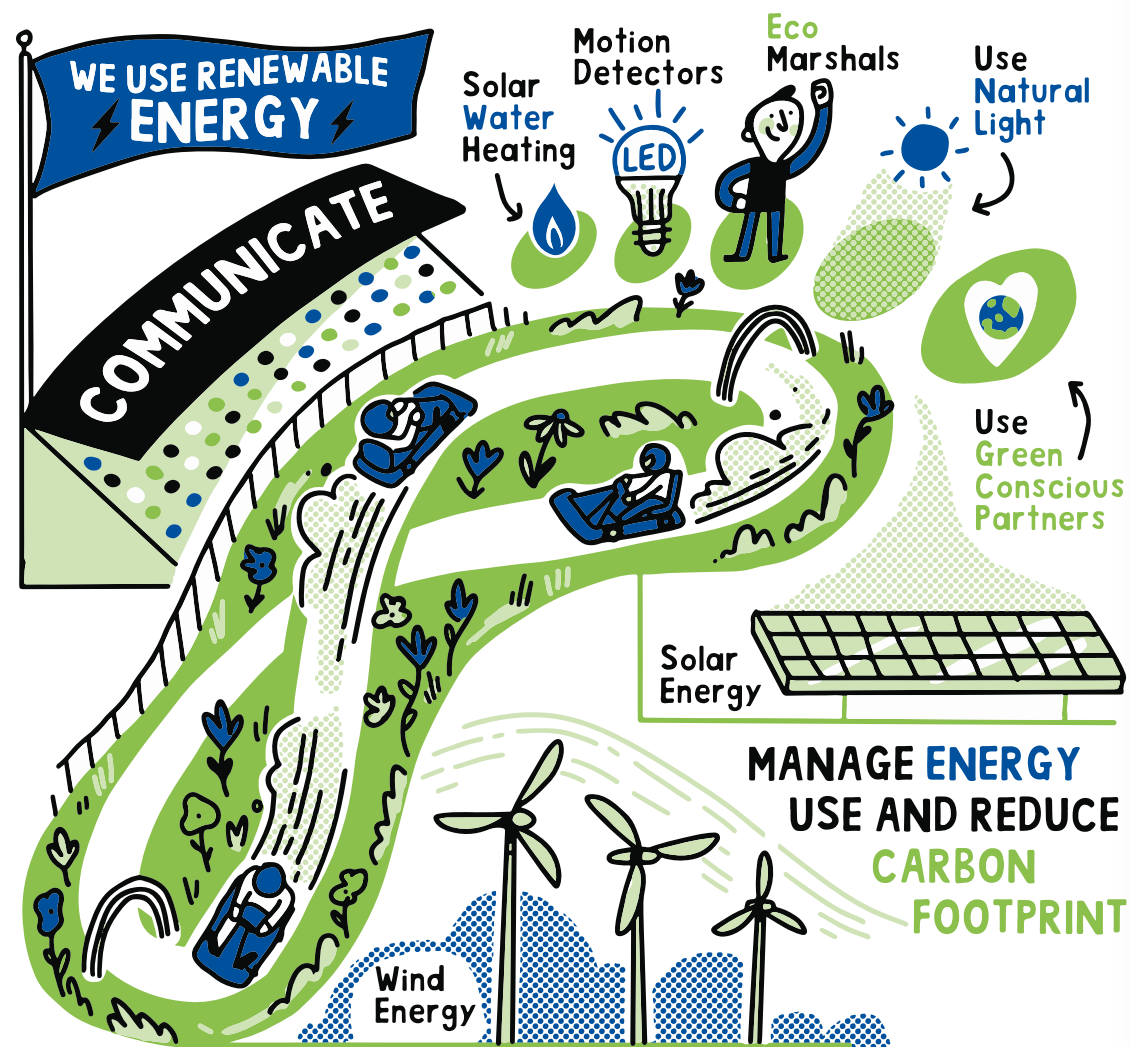 WE USE RENEWABLE
ENERGY
COMMUNICATE
Solar
Water
Heating
Motion
Detectors
LED
Eco
Marshals
Use
Natural
Light
Use
Green
Conscious
Partners
Solar
Energy
MANAGE ENERGY
USE AND REDUCE
CARBON
FOOTPRINT
Wind
Energy